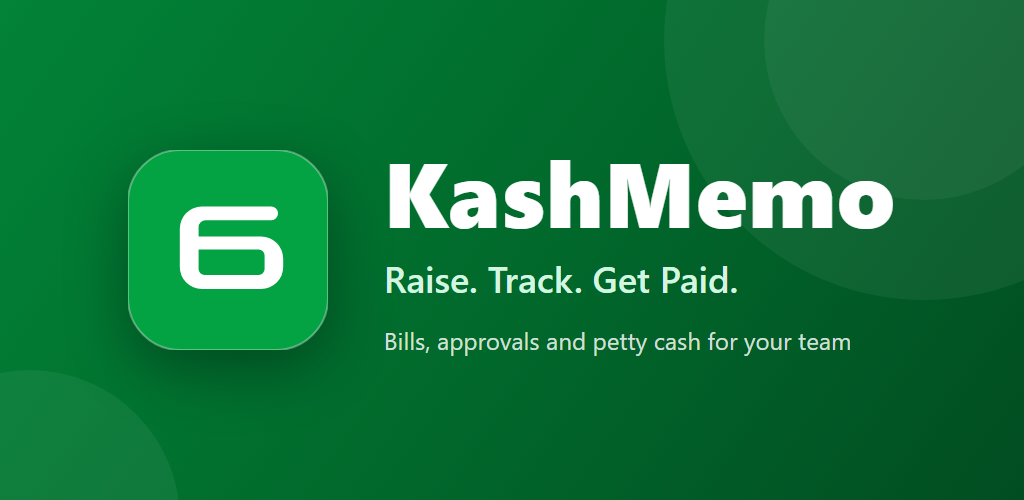 6
KashMemo
Raise. Track. Get Paid.
Bills, approvals and petty cash for your team